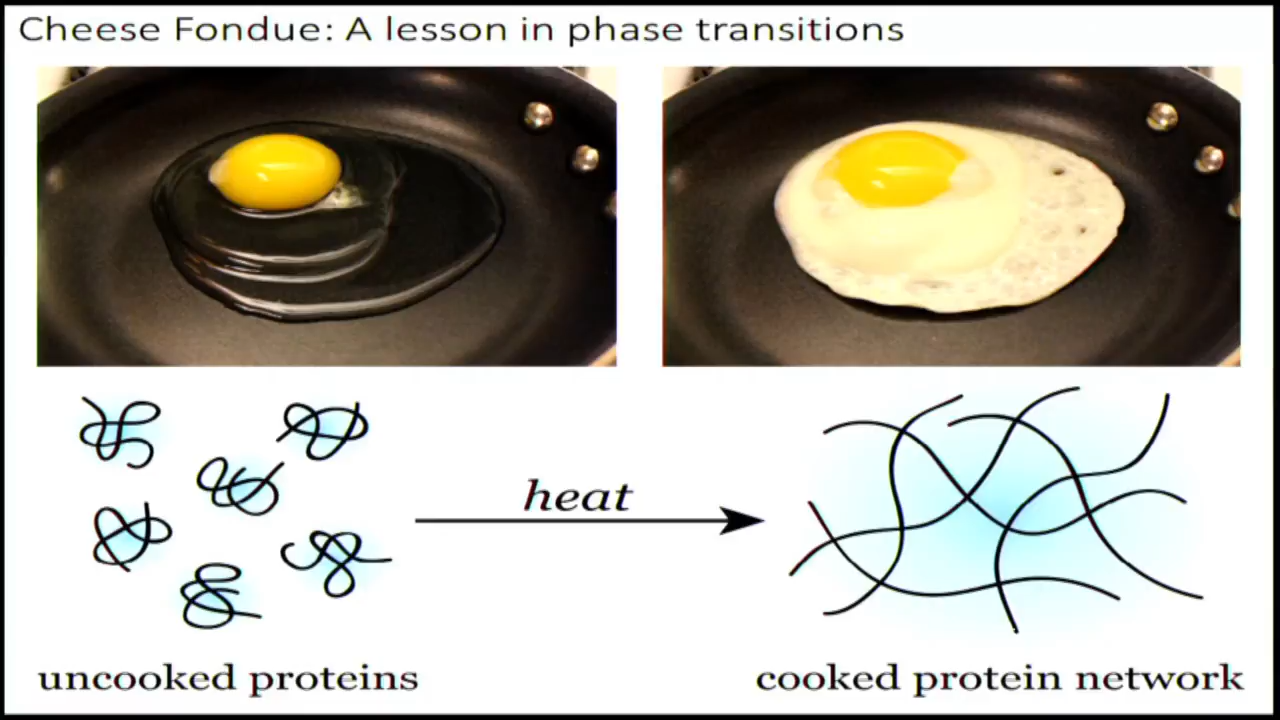 Cheese Fondue: A lesson in phase transitions
heat
uncooked proteins
cooked protein network